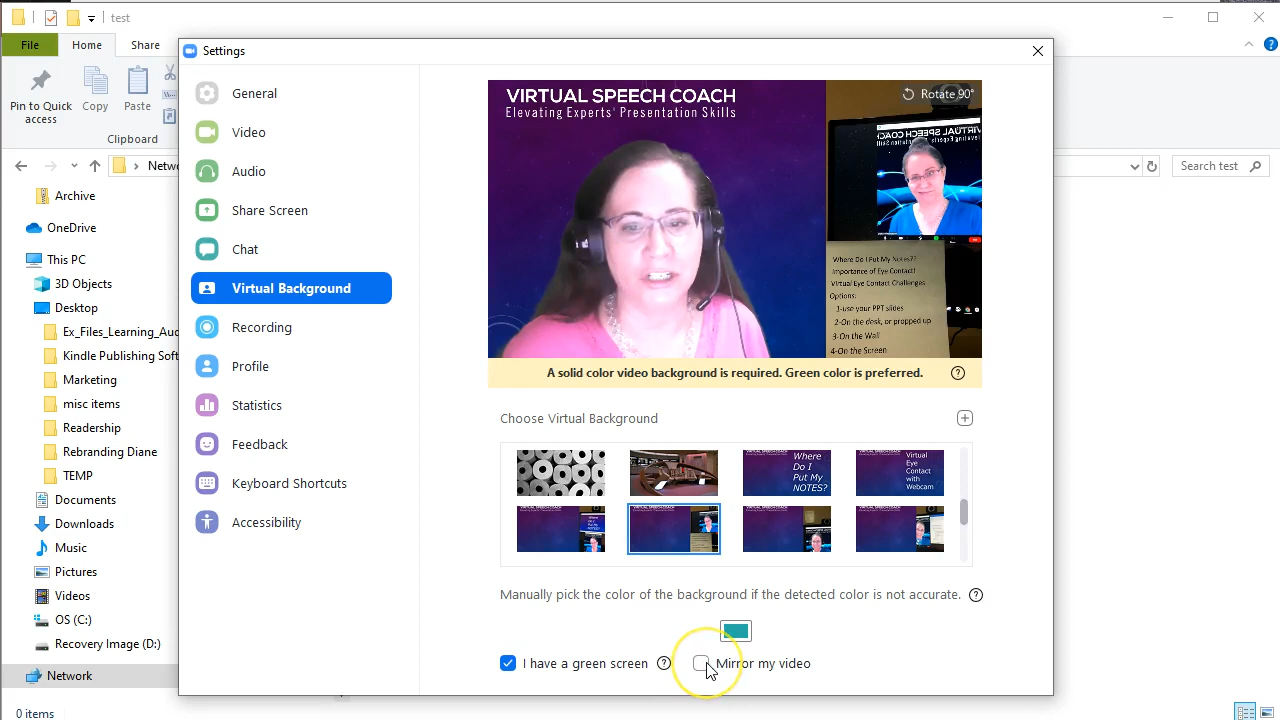 test
File
Home
Share
Pin to Quick access
Copy
Paste
Clipboard
Netwo
Search test
Archive
OneDrive
This PC
3D Objects
Desktop
Ex_Files_Learning_Auc
Kindle Publishing Soft
Marketing
misc items
Readership
Rebranding Diane
TEMP
Documents
Downloads
Music
Pictures
Videos
OS (C:)
Recovery Image (D:)
Network
0 items
Settings
General
Video
Audio
Share Screen
Chat
Virtual Background
Recording
Profile
Statistics
Feedback
Keyboard Shortcuts
Accessibility
VIRTUAL SPEECH COACH
Elevating Experts' Presentation Skills
Rotate 90°
Where Do I Put My Notes??
Importance of Eye Contact!
Virtual Eye Contact Challenges
Options:
1-use your PPT slides
2-On the desk, or propped up
3-On the Wall
4-On the Screen
A solid color video background is required. Green color is preferred.
Choose Virtual Background
Where
Do I
Put My
NOTES?
Virtual
Eye
Contact
with
Webcam
Manually pick the color of the background if the detected color is not accurate.
I have a green screen
Mirror my video